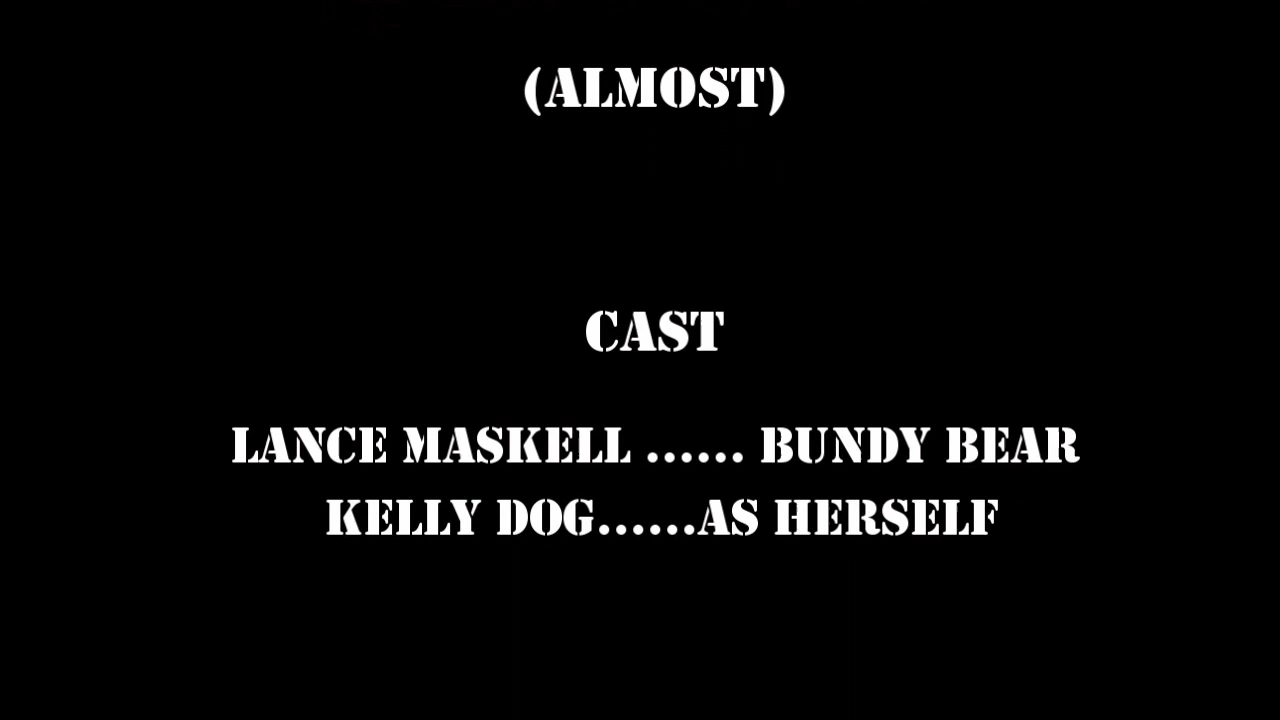 (ALMOST)
CAST
LANCE MASKELL ...... BUNDY BEAR
KELLY DOG......AS HERSELF